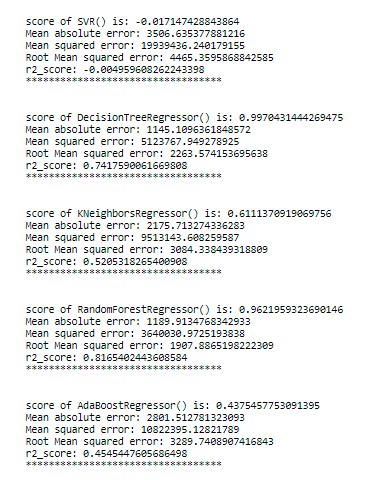 score of SVR() is: -0.017147428843864
Mean absolute error: 3506.635377881216
Mean squared error: 19939436.240179155
Root Mean squared error: 4465.3595868842585
r2_score: -0.004959608262243398
**********************************
score of DecisionTreeRegressor() is: 0.9970431444269475
Mean absolute error: 1145.1096361848572
Mean squared error: 5123767.949278925
Root Mean squared error: 2263.574153695638
r2_score: 0.7417590061669808
**********************************
score of KNeighborsRegressor() is: 0.6111370919069756
Mean absolute error: 2175.713274336283
Mean squared error: 9513143.608259587
Root Mean squared error: 3084.338439318809
r2_score: 0.5205318265400908
**********************************
score of RandomForestRegressor() is: 0.9621959323690146
Mean absolute error: 1189.9134768342933
Mean squared error: 3640030.9725193838
Root Mean squared error: 1907.8865198222309
r2_score: 0.8165402443608584
**********************************
score of AdaBoostRegressor() is: 0.4375457753091395
Mean absolute error: 2801.512781323093
Mean squared error: 10822395.12821789
Root Mean squared error: 3289.7408907416843
r2_score: 0.4545447605686498
**********************************